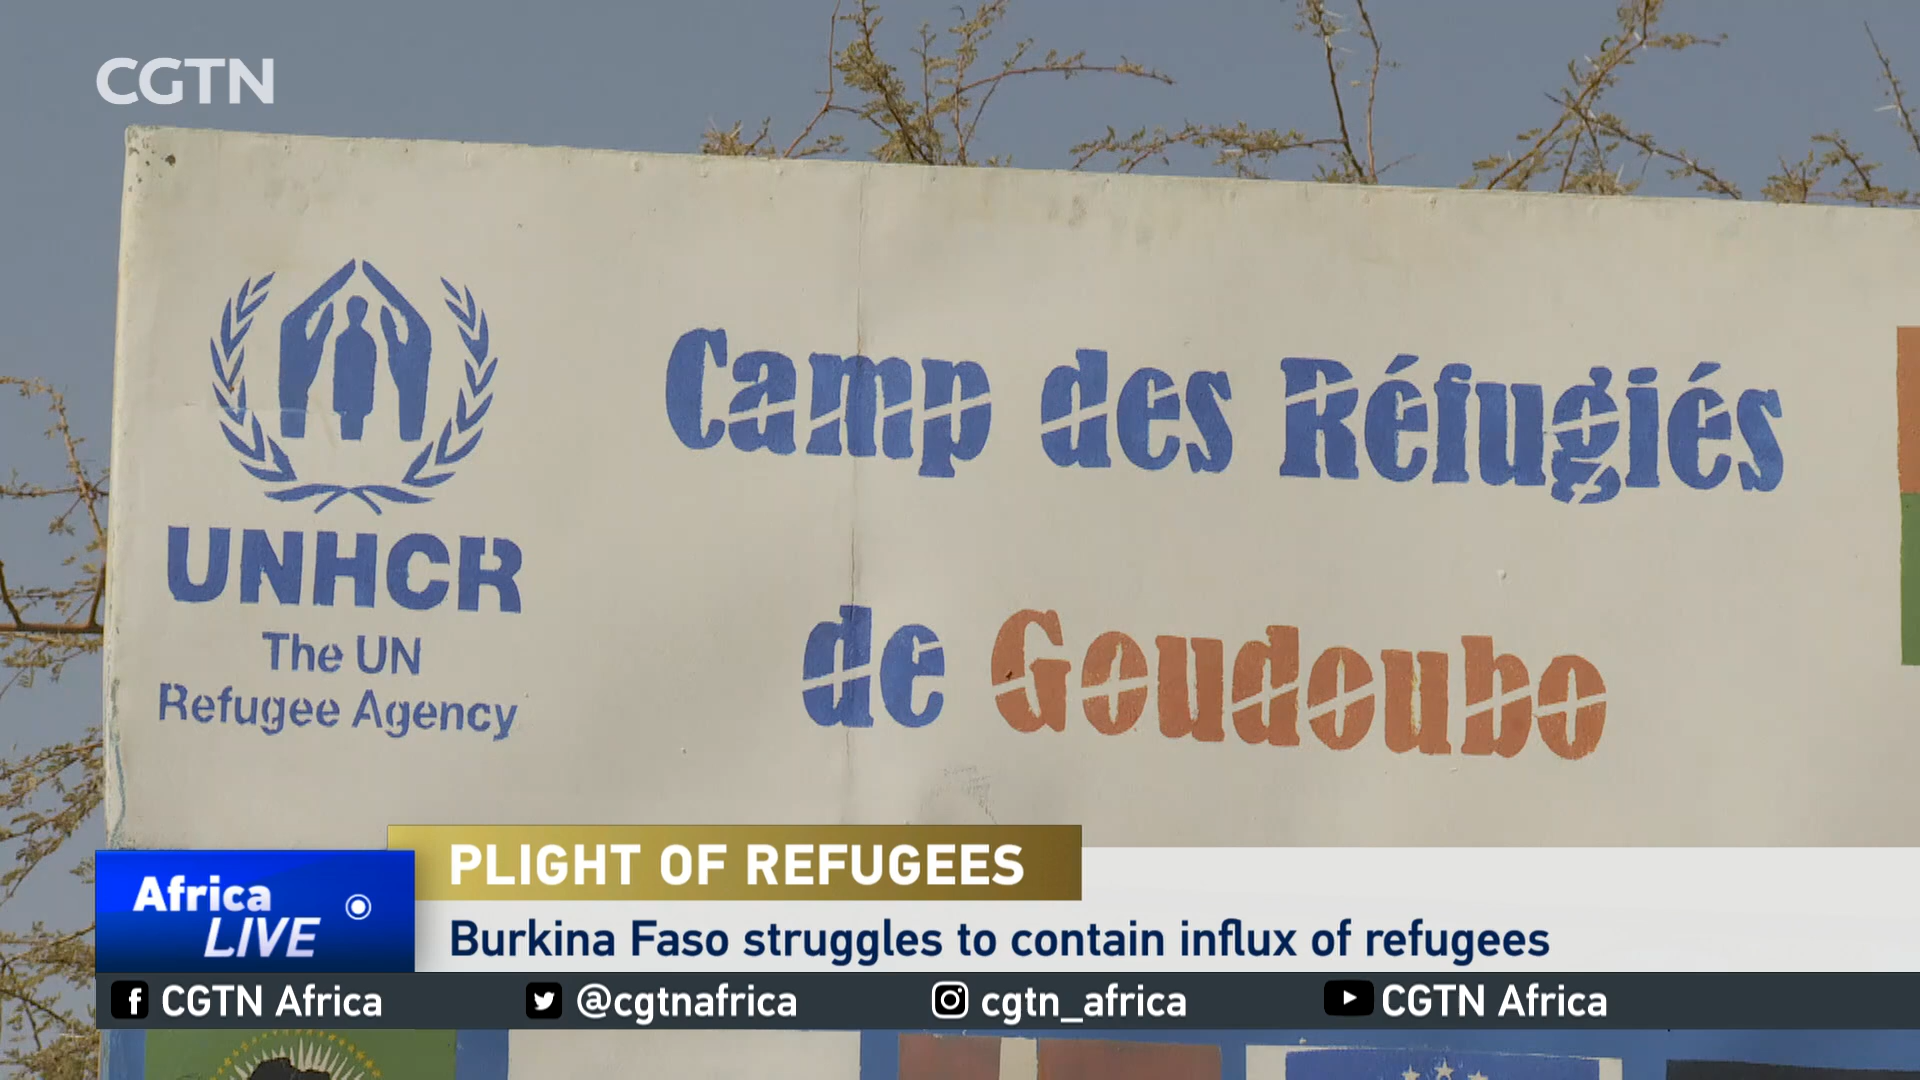 CGTN
UNHCR
The UN
Refugee Agency
Camp des Réfugiés
de Goudoubo
PLIGHT OF REFUGEES
Africa
LIVE
Burkina Faso struggles to contain influx of refugees
CGTN Africa
@cgtnafrica
cgtn_africa
CGTN Africa